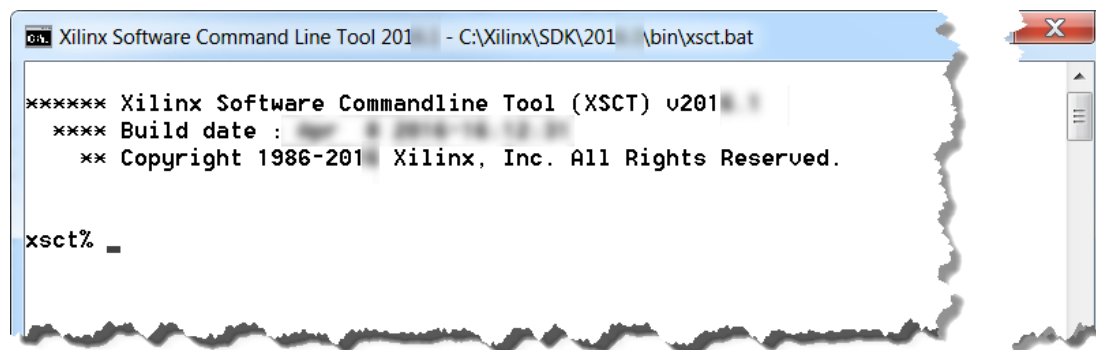 Xilinx Software Command Line Tool 201 - C:\Xilinx\SDK\201 \bin\xsct.bat
****** Xilinx Software Commandline Tool (XSCT) v201
**** Build date :
** Copyright 1986-201 Xilinx, Inc. All Rights Reserved.
xsct% _